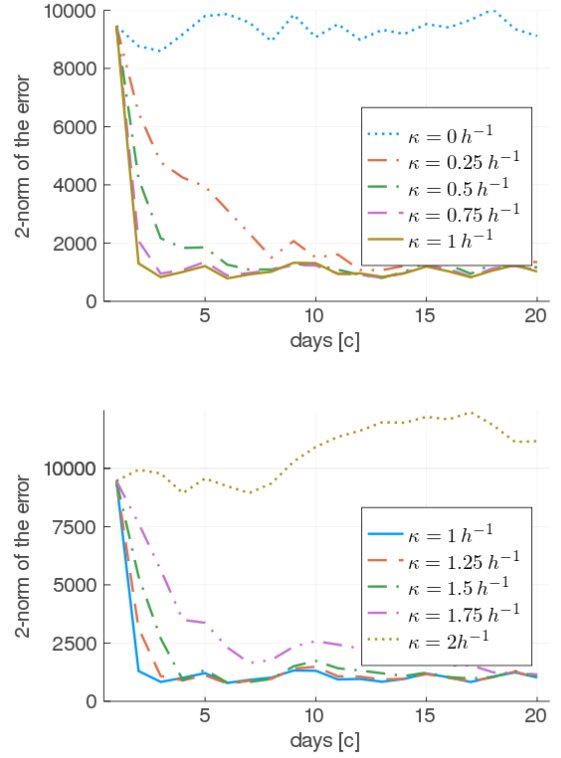 10000
8000
6000
4000
2000
0
2-norm of the error
κ = 0 h⁻¹
κ = 0.25 h⁻¹
κ = 0.5 h⁻¹
κ = 0.75 h⁻¹
κ = 1 h⁻¹
5 10 15 20
days [c]
10000
7500
5000
2500
0
2-norm of the error
κ = 1 h⁻¹
κ = 1.25 h⁻¹
κ = 1.5 h⁻¹
κ = 1.75 h⁻¹
κ = 2h⁻¹
5 10 15 20
days [c]